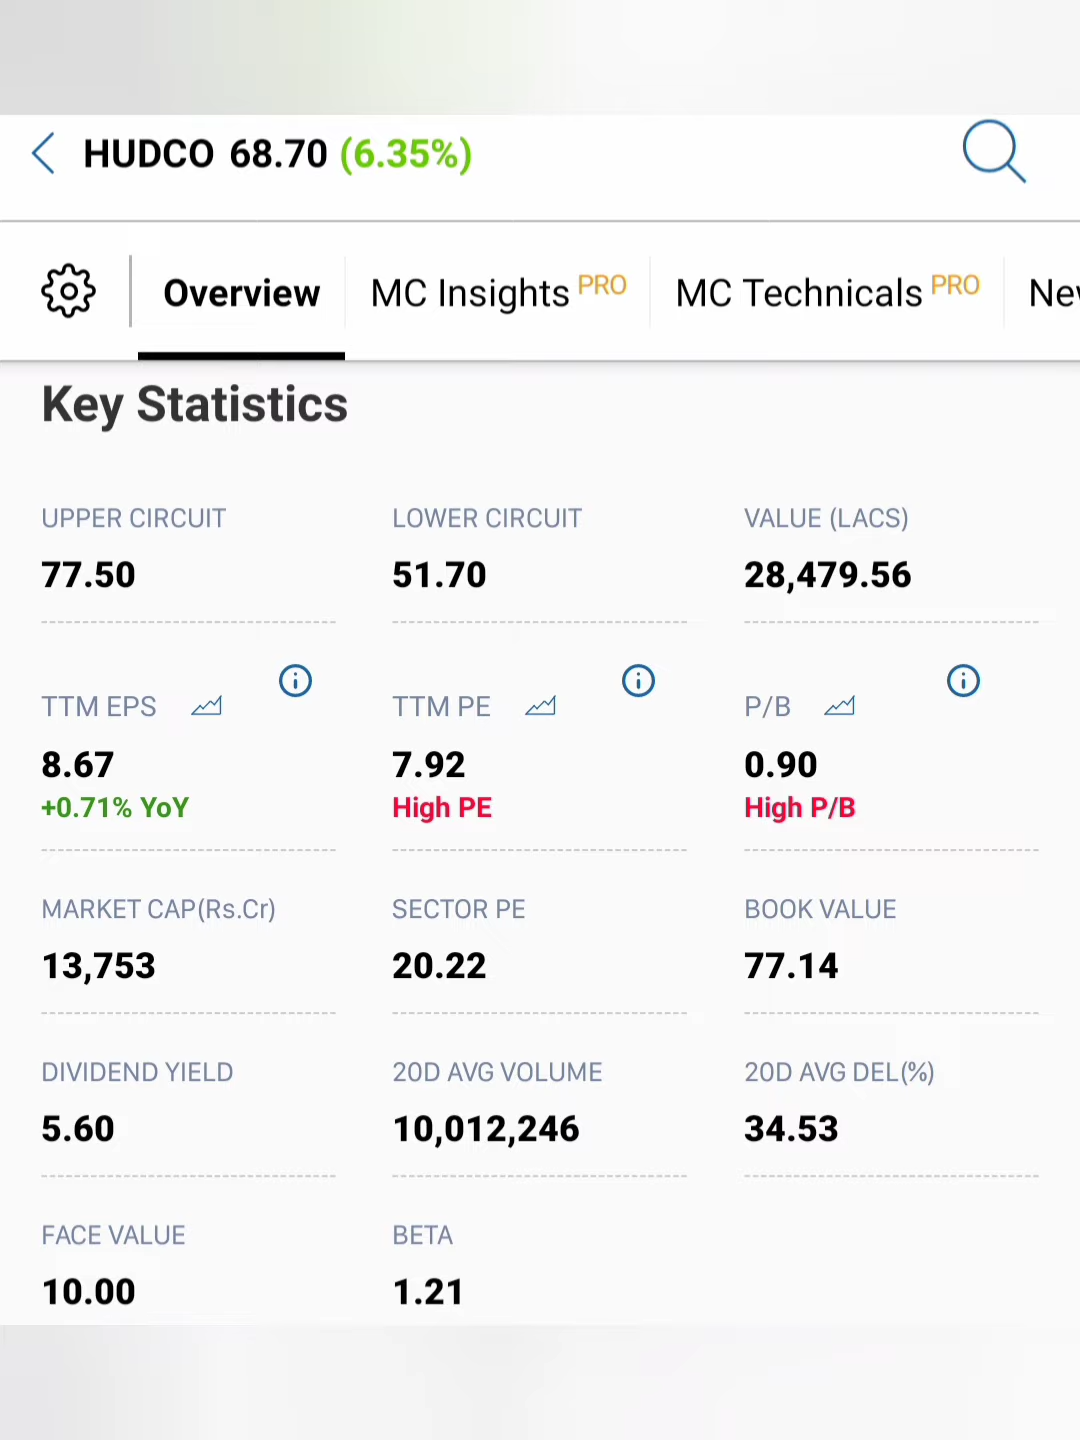 HUDCO 68.70 (6.35%)
Overview MC Insights PRO MC Technicals PRO
Key Statistics
UPPER CIRCUIT LOWER CIRCUIT VALUE (LACS)
77.50 51.70 28,479.56
TTM EPS TTM PE P/B
8.67 7.92 0.90
+0.71% YoY High PE High P/B
MARKET CAP(Rs.Cr) SECTOR PE BOOK VALUE
13,753 20.22 77.14
DIVIDEND YIELD 20D AVG VOLUME 20D AVG DEL(%)
5.60 10,012,246 34.53
FACE VALUE BETA
10.00 1.21